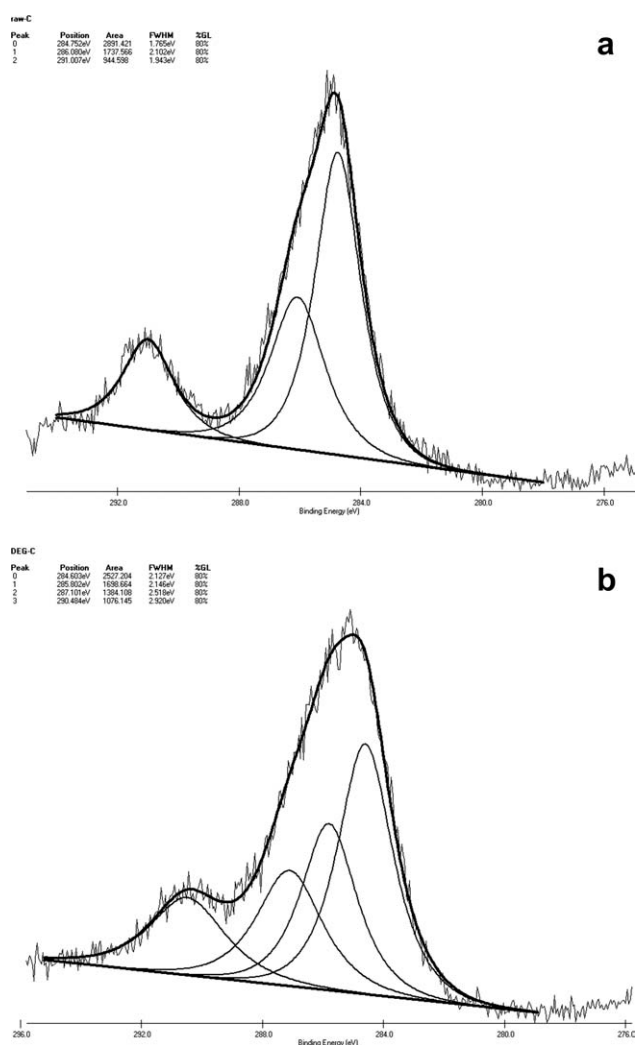 raw-C
a
Peak Position Area FWHM %GL
0 284.752eV 2891.421 1.765eV 80%
1 286.080eV 1737.566 2.102eV 80%
2 291.007eV 944.598 1.943eV 80%
292.0 288.0 284.0 280.0 276.0
Binding Energy (eV)
DEG-C
b
Peak Position Area FWHM %GL
0 284.603eV 2527.204 2.127eV 80%
1 285.802eV 1698.664 2.146eV 80%
2 287.101eV 1384.108 2.518eV 80%
3 290.484eV 1076.145 2.920eV 80%
296.0 292.0 288.0 284.0 280.0 276.0
Binding Energy (eV)